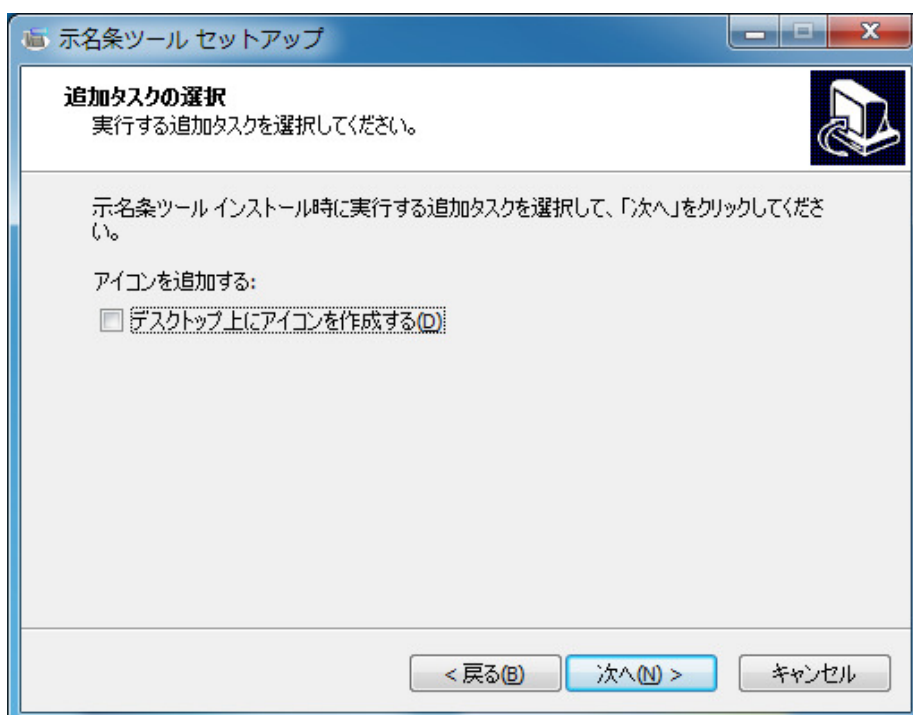 示名条ツール セットアップ
追加タスクの選択
実行する追加タスクを選択してください。
示名条ツール インストール時に実行する追加タスクを選択して、「次へ」をクリックしてくださ
い。
アイコンを追加する:
デスクトップ上にアイコンを作成する(D)
< 戻る(B) 次へ(N) > キャンセル